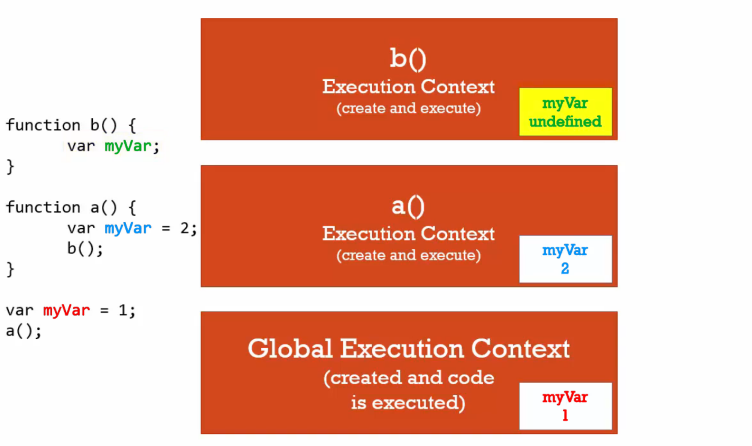 function b() {
var myVar;
}
function a() {
var myVar = 2;
b();
}
var myVar = 1;
a();
b()
Execution Context
(create and execute)
myVar
undefined
a()
Execution Context
(create and execute)
myVar
2
Global Execution Context
(created and code
is executed)
myVar
1